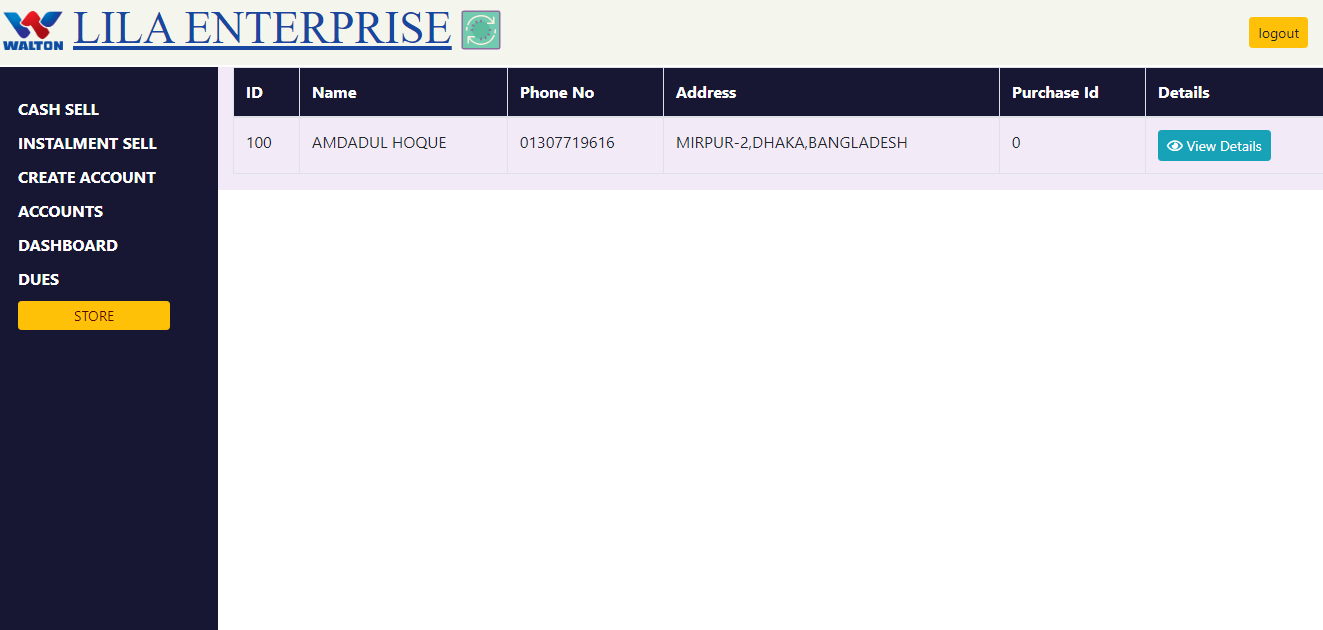 WALTON
LILA ENTERPRISE
logout
CASH SELL
INSTALMENT SELL
CREATE ACCOUNT
ACCOUNTS
DASHBOARD
DUES
STORE
ID Name Phone No Address Purchase Id Details
100 AMDADUL HOQUE 01307719616 MIRPUR-2,DHAKA,BANGLADESH 0 View Details